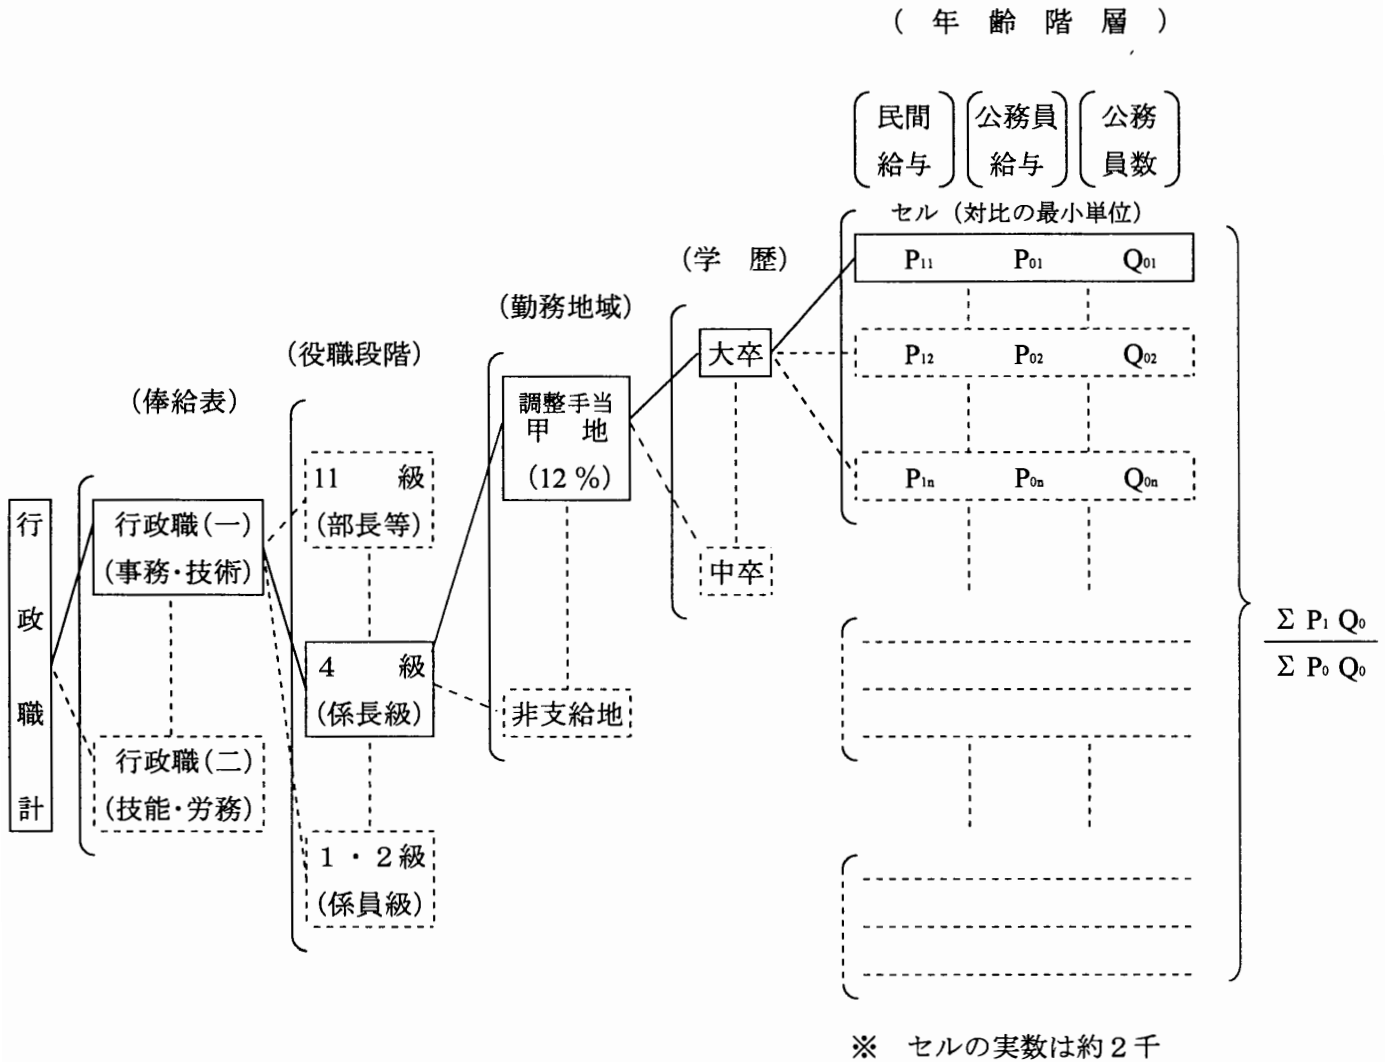 (年齢階層)
民間
給与
公務員
給与
公務
員数
セル(対比の最小単位)
P₁₁ P₀₁ Q₀₁
P₁₂ P₀₂ Q₀₂
P₁ₙ P₀ₙ Q₀ₙ
(学 歴)
大卒
中卒
(勤務地域)
調整手当
甲 地
(12%)
非支給地
(役職段階)
11 級
(部長等)
4 級
(係長級)
1・2級
(係員級)
(俸給表)
行政職(一)
(事務・技術)
行政職(二)
(技能・労務)
行政職計
Σ P₁ Q₀
Σ P₀ Q₀
※ セルの実数は約2千